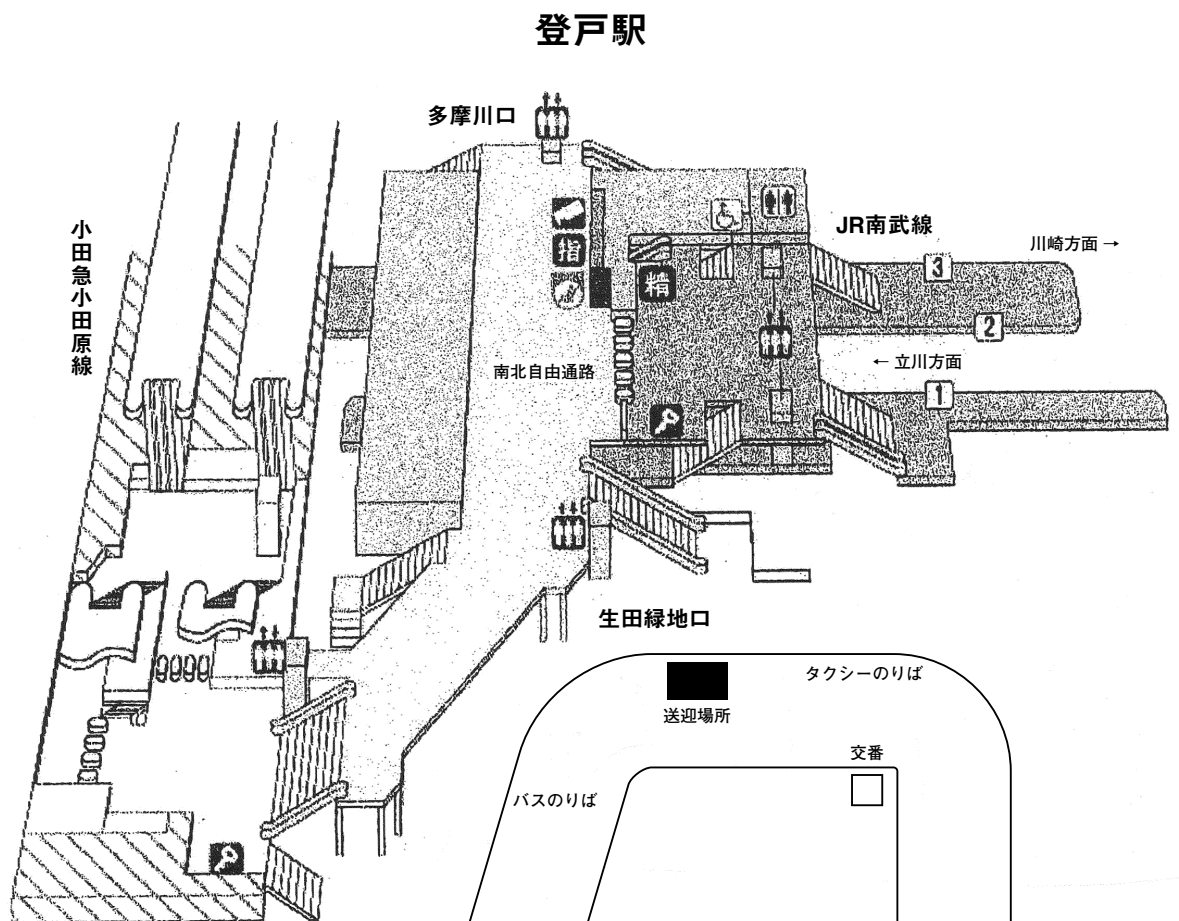 登戸駅
多摩川口
小田急小田原線
指
精
JR南武線
川崎方面 →
3
2
← 立川方面
1
南北自由通路
生田緑地口
タクシーのりば
送迎場所
交番
バスのりば